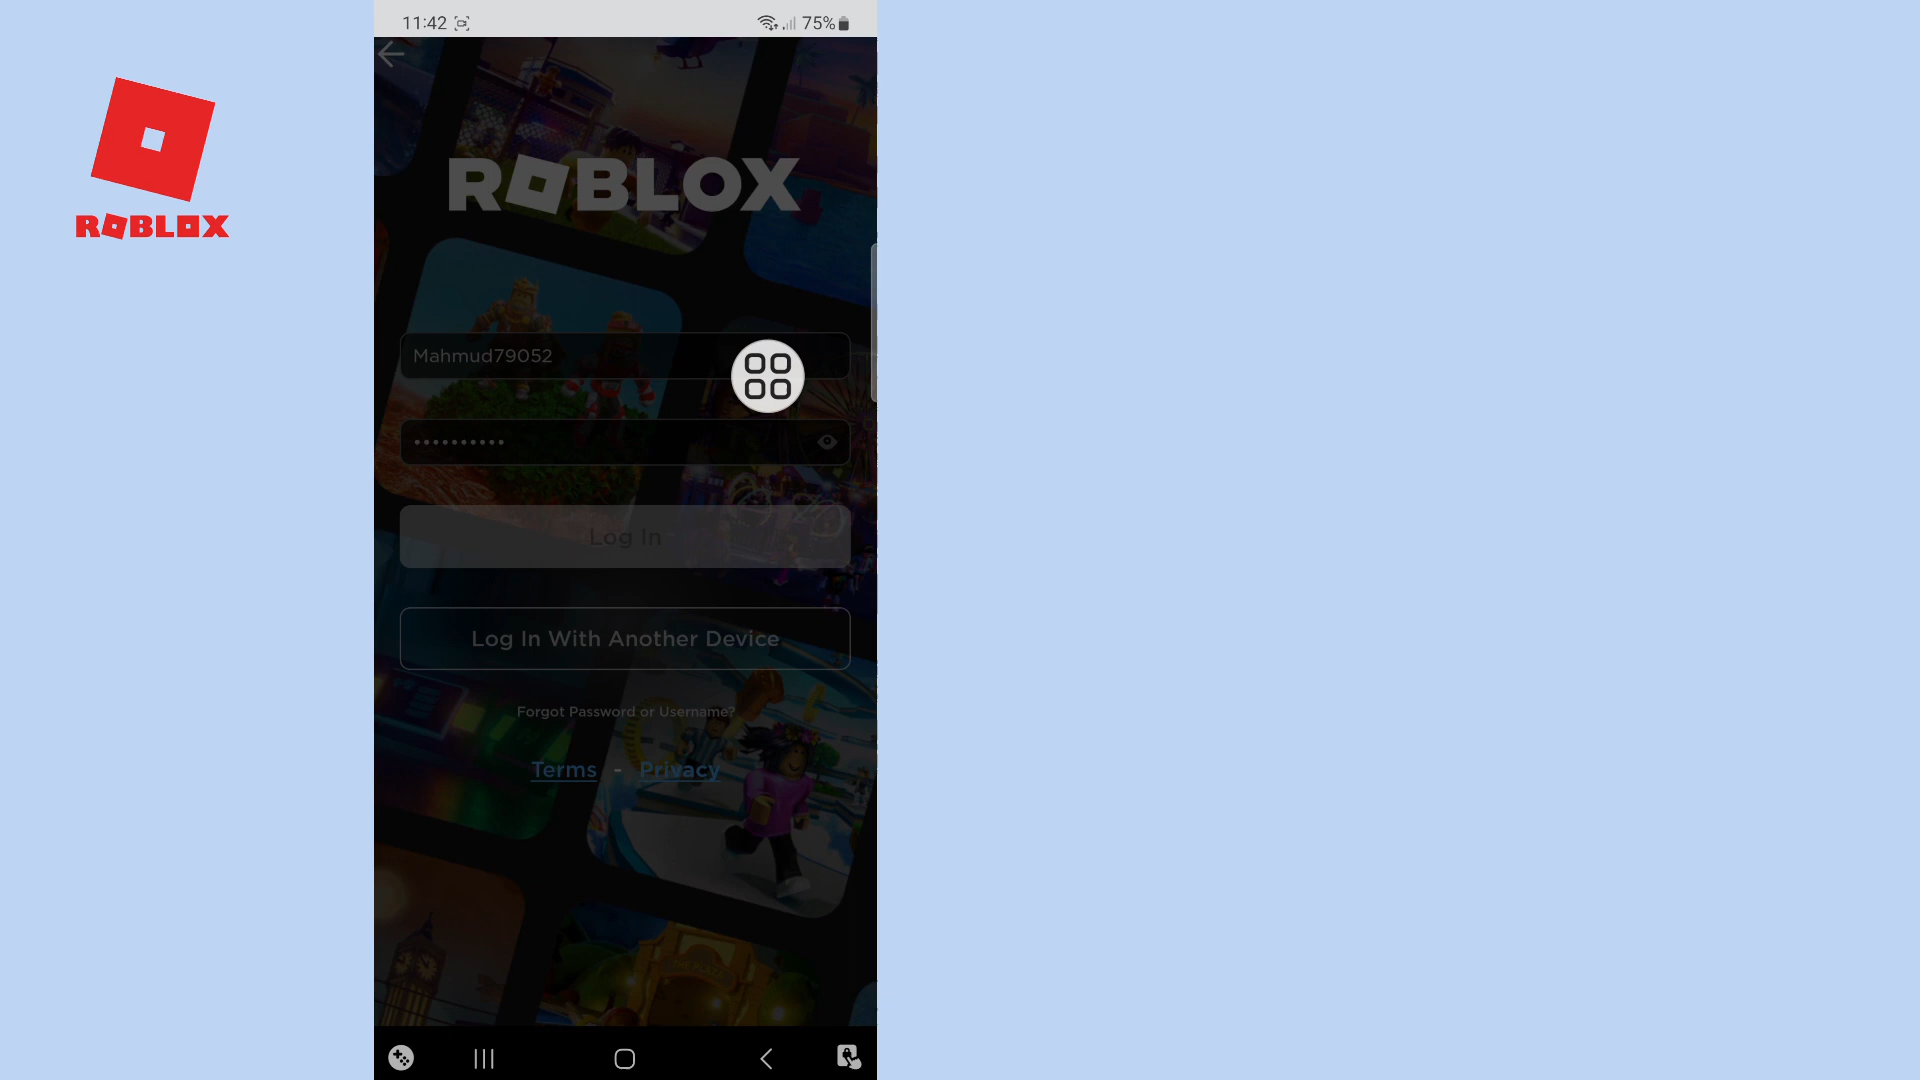 11:42
75%
ROBLOX
ROBLOX
Mahmud79052
Log In
Log In With Another Device
Forgot Password or Username?
Terms - Privacy